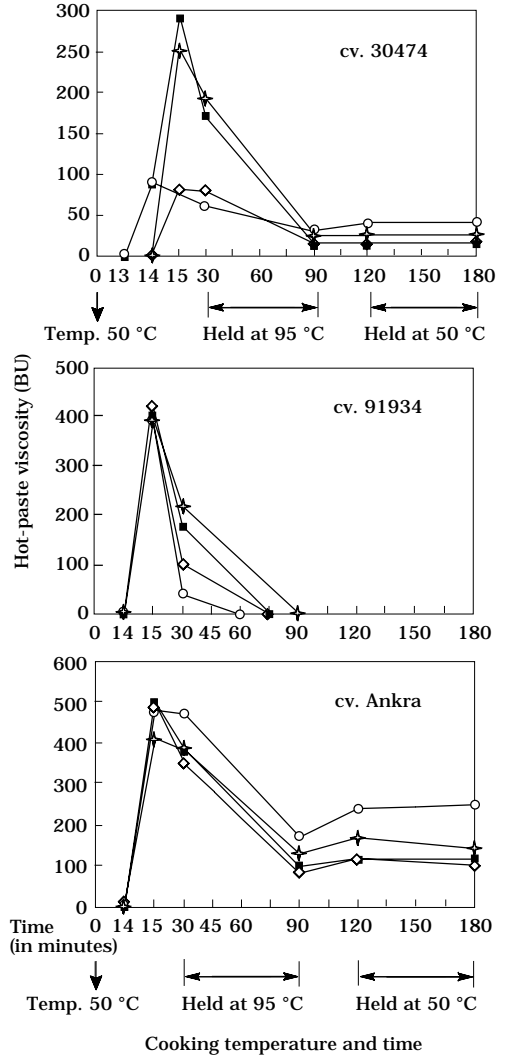 300
250
200
150
100
50
0
cv. 30474
0 13 14 15 30 60 90 120 180
Temp. 50 °C Held at 95 °C Held at 50 °C
Hot-paste viscosity (BU)
500
400
300
200
100
0
cv. 91934
0 14 15 30 45 60 90 120 150 180
600
500
400
300
200
100
0
cv. Ankra
Time 0 14 15 30 45 60 90 120 150 180
(in minutes)
Temp. 50 °C Held at 95 °C Held at 50 °C
Cooking temperature and time